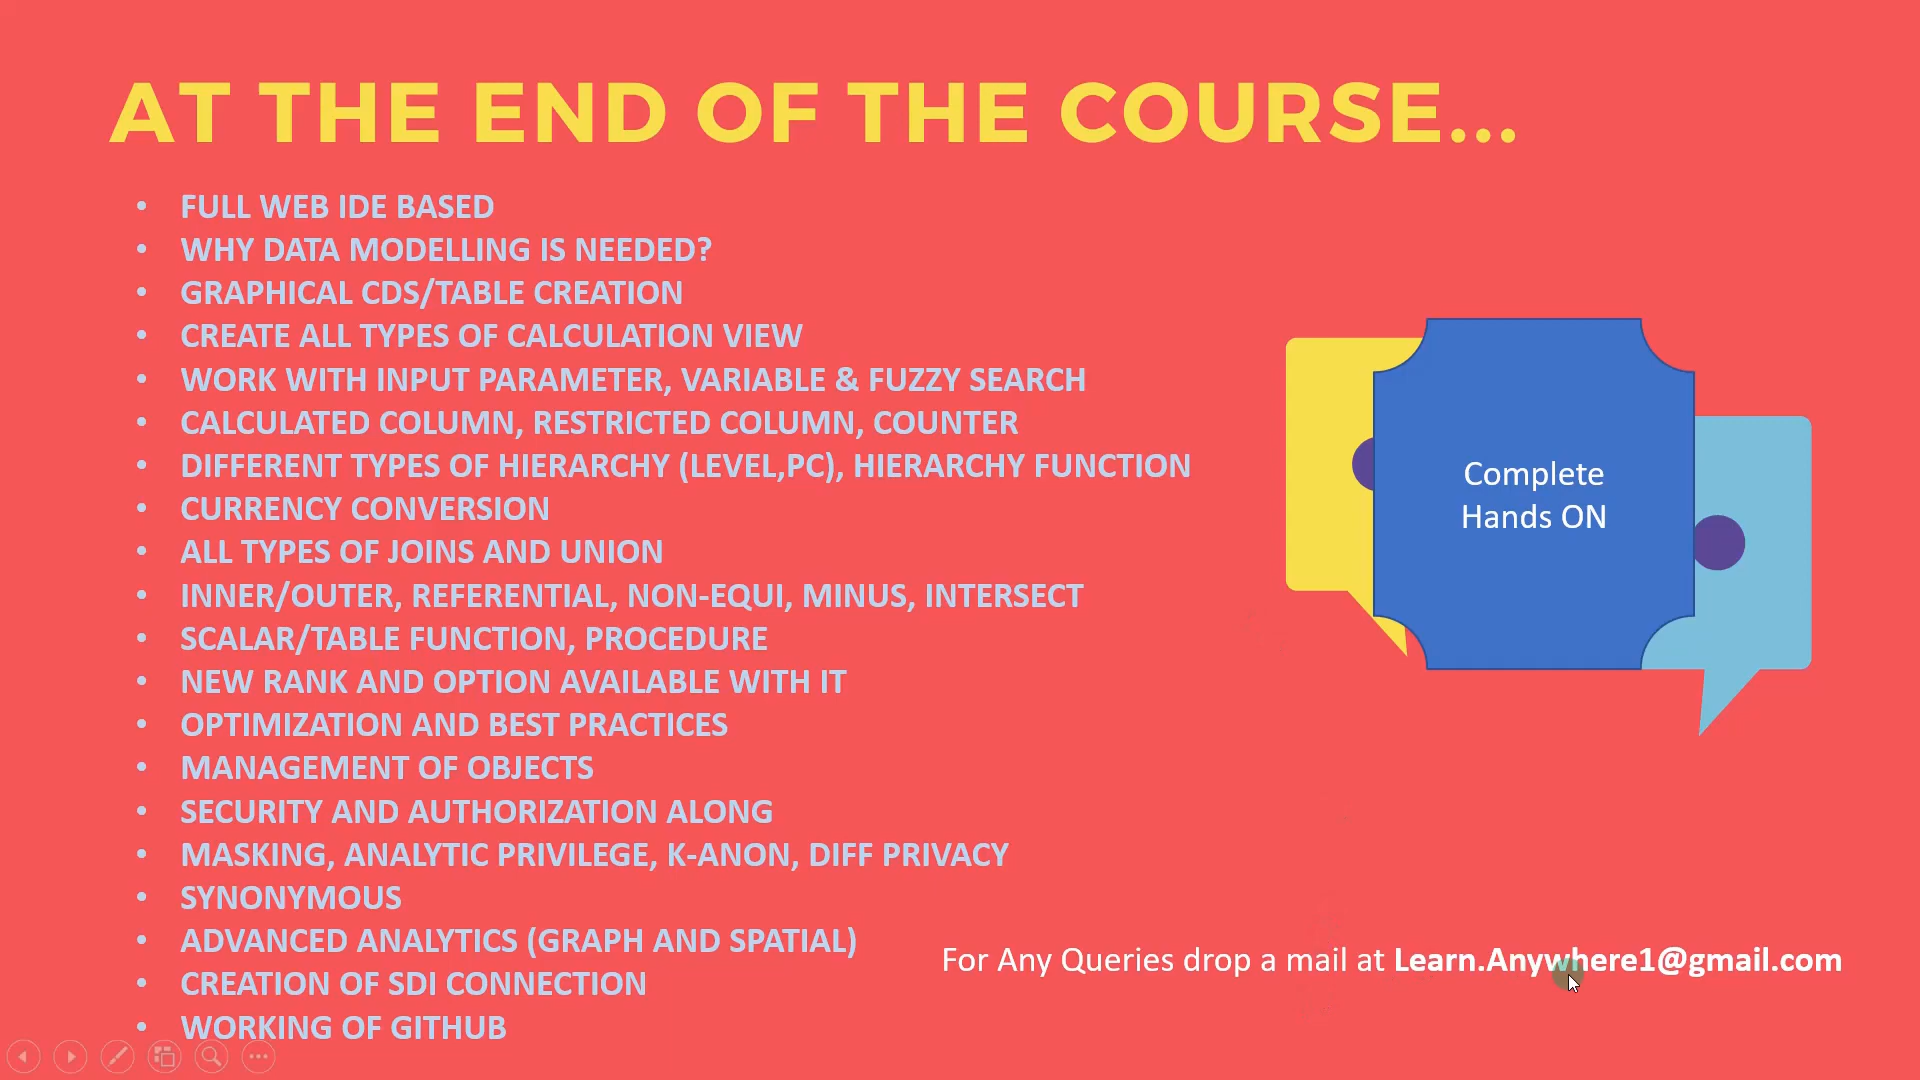 AT THE END OF THE COURSE...
• FULL WEB IDE BASED
• WHY DATA MODELLING IS NEEDED?
• GRAPHICAL CDS/TABLE CREATION
• CREATE ALL TYPES OF CALCULATION VIEW
• WORK WITH INPUT PARAMETER, VARIABLE & FUZZY SEARCH
• CALCULATED COLUMN, RESTRICTED COLUMN, COUNTER
• DIFFERENT TYPES OF HIERARCHY (LEVEL,PC), HIERARCHY FUNCTION
• CURRENCY CONVERSION
• ALL TYPES OF JOINS AND UNION
• INNER/OUTER, REFERENTIAL, NON-EQUI, MINUS, INTERSECT
• SCALAR/TABLE FUNCTION, PROCEDURE
• NEW RANK AND OPTION AVAILABLE WITH IT
• OPTIMIZATION AND BEST PRACTICES
• MANAGEMENT OF OBJECTS
• SECURITY AND AUTHORIZATION ALONG
• MASKING, ANALYTIC PRIVILEGE, K-ANON, DIFF PRIVACY
• SYNONYMOUS
• ADVANCED ANALYTICS (GRAPH AND SPATIAL)
• CREATION OF SDI CONNECTION
• WORKING OF GITHUB
Complete
Hands ON
For Any Queries drop a mail at Learn.Anywhere1@gmail.com